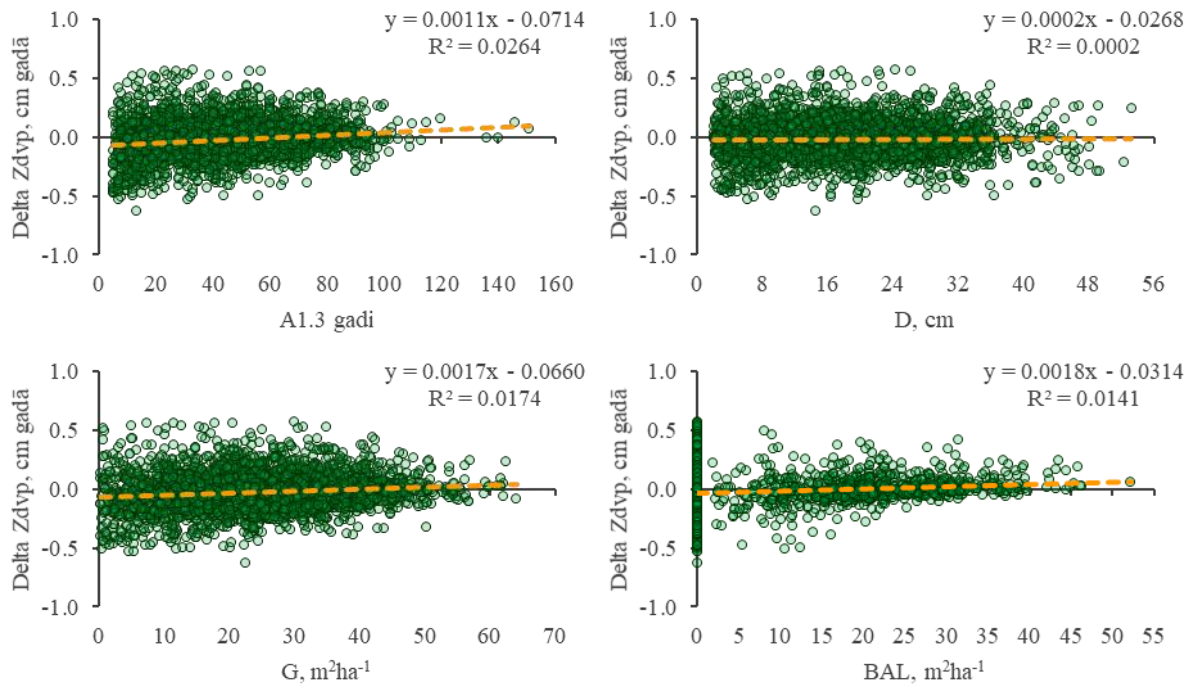 y = 0.0011x - 0.0714
R² = 0.0264
Delta Zdvp, cm gadā
1.0
0.5
0.0
-0.5
-1.0
0 20 40 60 80 100 120 140 160
A1.3 gadi
y = 0.0002x - 0.0268
R² = 0.0002
Delta Zdvp, cm gadā
1.0
0.5
0.0
-0.5
-1.0
0 8 16 24 32 40 48 56
D, cm
y = 0.0017x - 0.0660
R² = 0.0174
Delta Zdvp, cm gadā
1.0
0.5
0.0
-0.5
-1.0
0 10 20 30 40 50 60 70
G, m²ha⁻¹
y = 0.0018x - 0.0314
R² = 0.0141
Delta Zdvp, cm gadā
1.0
0.5
0.0
-0.5
-1.0
0 5 10 15 20 25 30 35 40 45 50 55
BAL, m²ha⁻¹